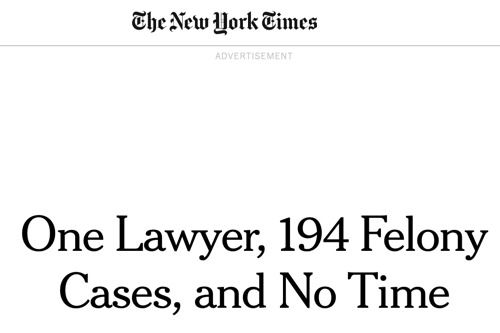 The New York Times
ADVERTISEMENT
One Lawyer, 194 Felony
Cases, and No Time